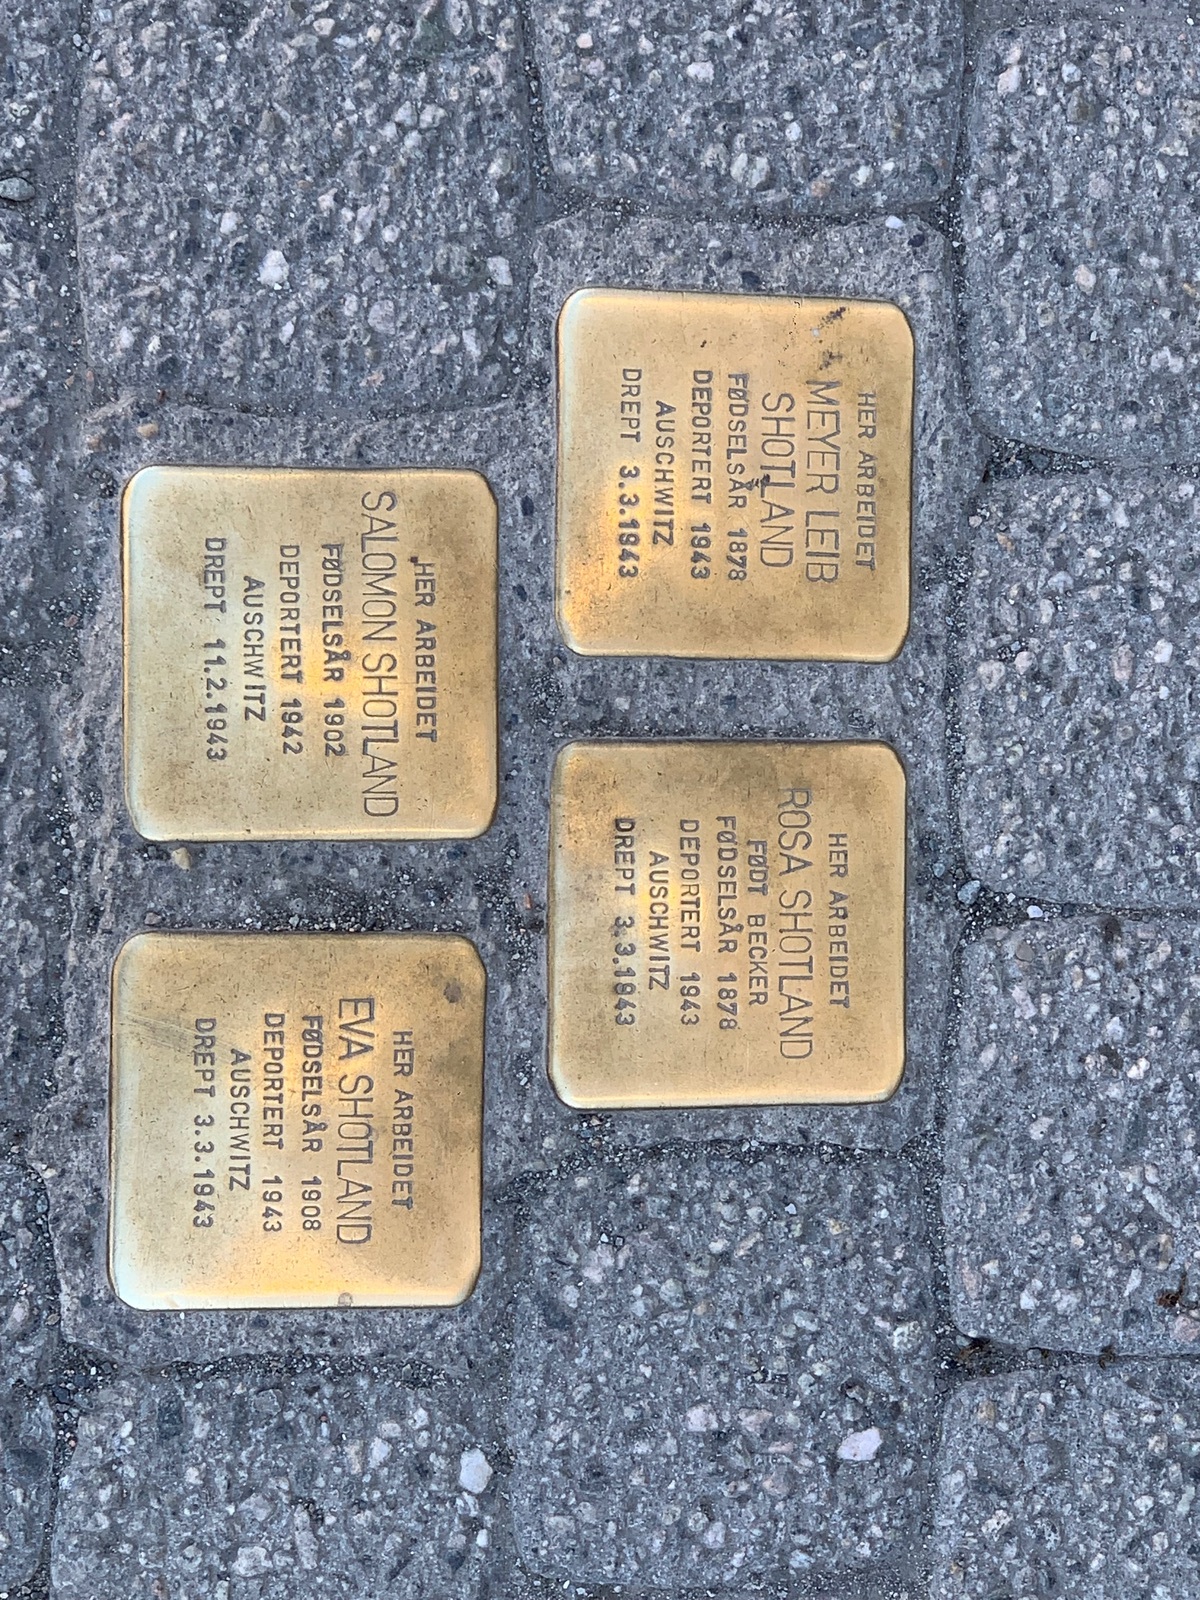 HER ARBEIDET
MEYER LEIB
SHOTLAND
FØDSELSÅR 1878
DEPORTERT 1943
AUSCHWITZ
DREPT 3.3.1943
HER ARBEIDET
ROSA SHOTLAND
FØDT BECKER
FØDSELSÅR 1878
DEPORTERT 1943
AUSCHWITZ
DREPT 3.3.1943
HER ARBEIDET
SALOMON SHOTLAND
FØDSELSÅR 1902
DEPORTERT 1942
AUSCHWITZ
DREPT 11.2.1943
HER ARBEIDET
EVA SHOTLAND
FØDSELSÅR 1908
DEPORTERT 1943
AUSCHWITZ
DREPT 3.3.1943